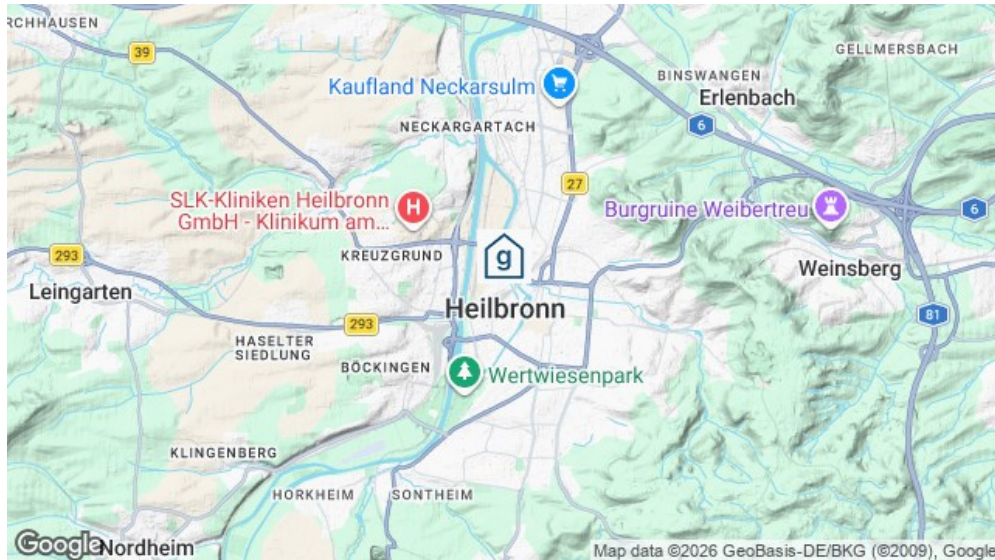 RCHHAUSEN
39
GELLMERSBACH
Kaufland Neckarsulm
BINSWANGEN
Erlenbach
NECKARGARTACH
6
27
SLK-Kliniken Heilbronn
GmbH - Klinikum am...
H
Burgruine Weibertreu
6
293
KREUZGRUND
g
Weinsberg
Leingarten
Heilbronn
81
293
HASELTER
SIEDLUNG
BÖCKINGEN
Wertwiesenpark
KLINGENBERG
HORKHEIM
SONTHEIM
Google
Nordheim
Map data ©2026 GeoBasis-DE/BKG (©2009), Google